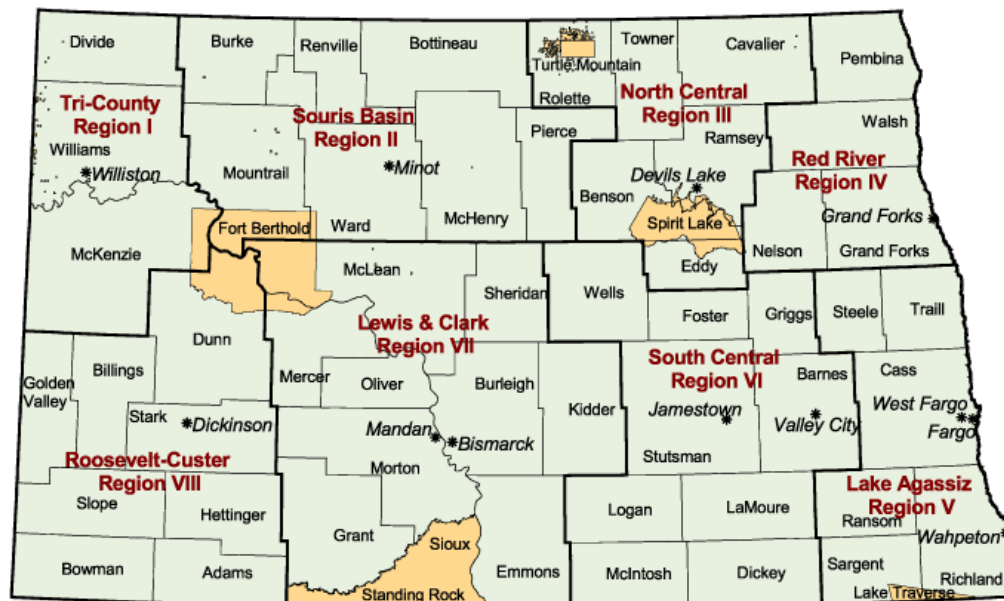 Divide
Burke
Renville
Bottineau
Towner
Cavalier
Pembina
Turtle Mountain
Rolette
Tri-County
Region I
Souris Basin
Region II
North Central
Region III
Pierce
Ramsey
Walsh
Williams
Williston
Mountrail
Minot
Devils Lake
Red River
Region IV
Benson
Ward
McHenry
Spirit Lake
Grand Forks
Fort Berthold
McKenzie
Nelson
Grand Forks
McLean
Eddy
Sheridan
Wells
Foster
Griggs
Steele
Traill
Dunn
Lewis & Clark
Region VII
Golden
Valley
Billings
Mercer
Oliver
Burleigh
Kidder
South Central
Region VI
Barnes
Cass
Stark
Dickinson
Mandan
Bismarck
Jamestown
Valley City
West Fargo
Fargo
Roosevelt-Custer
Region VIII
Morton
Stutsman
Slope
Hettinger
Grant
Logan
LaMoure
Lake Agassiz
Region V
Ransom
Wahpeton
Sioux
Bowman
Adams
Standing Rock
Emmons
McIntosh
Dickey
Sargent
Richland
Lake Traverse